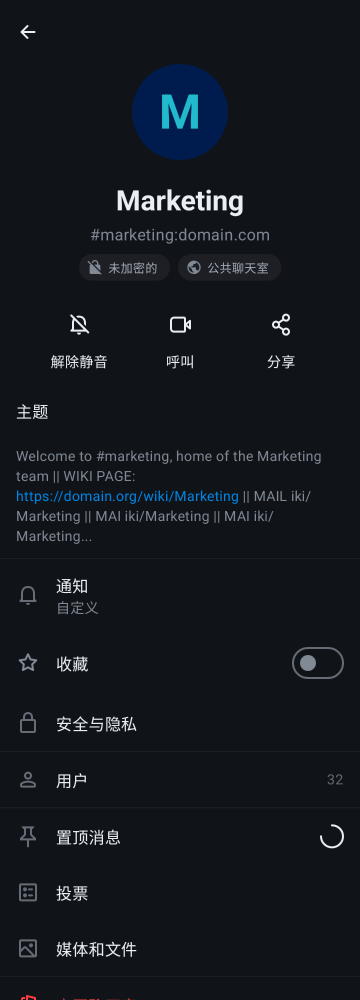 M
Marketing
#marketing:domain.com
未加密的 公共聊天室
解除静音 呼叫 分享
主题
Welcome to #marketing, home of the Marketing
team || WIKI PAGE:
https://domain.org/wiki/Marketing || MAIL iki/
Marketing || MAI iki/Marketing || MAI iki/
Marketing...
通知
自定义
收藏
安全与隐私
用户 32
置顶消息
投票
媒体和文件